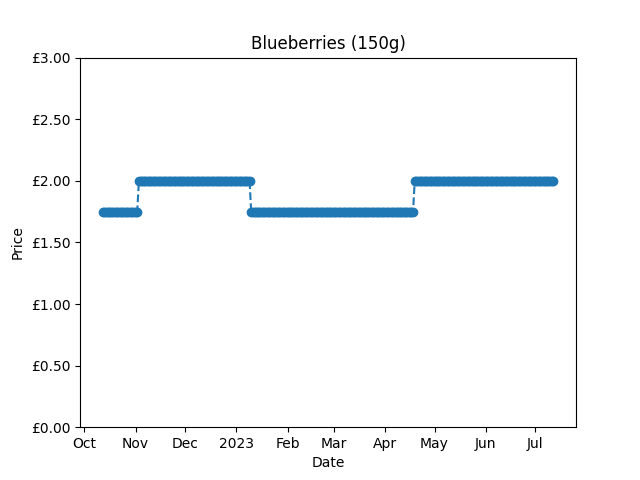 Blueberries (150g)
£3.00
£2.50
£2.00
£1.50
£1.00
£0.50
£0.00
Price
Oct Nov Dec 2023 Feb Mar Apr May Jun Jul
Date